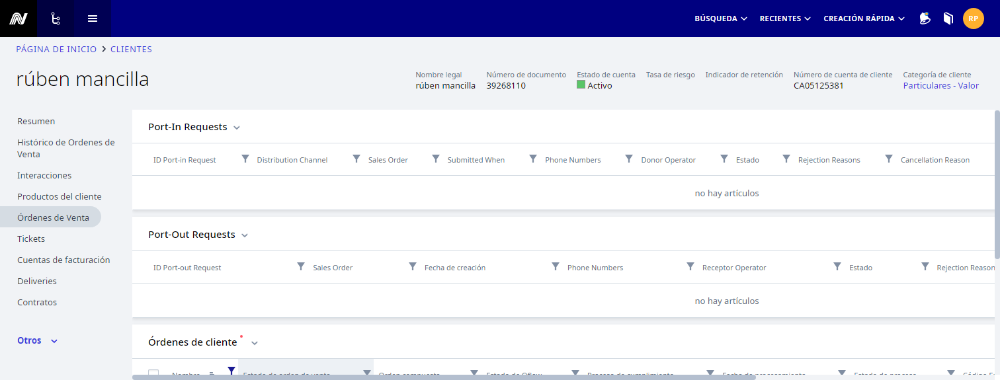 BÚSQUEDA RECIENTES CREACIÓN RÁPIDA RP
PÁGINA DE INICIO CLIENTES
rúben mancilla
Nombre legal Número de documento Estado de cuenta Tasa de riesgo Indicador de retención Número de cuenta de cliente Categoría de cliente
rúben mancilla 39268110 Activo CA05125381 Particulares - Valor
Resumen
Histórico de Ordenes de
Venta
Interacciones
Productos del cliente
Órdenes de Venta
Tickets
Cuentas de facturación
Deliveries
Contratos
Otros
Port-In Requests
ID Port-in Request Distribution Channel Sales Order Submitted When Phone Numbers Donor Operator Estado Rejection Reasons Cancellation Reason
no hay artículos
Port-Out Requests
ID Port-out Request Sales Order Fecha de creación Phone Numbers Receptor Operator Estado Rejection Reason
no hay artículos
Órdenes de cliente
Nombre Estado de orden de venta Orden compuesta Estado de Oflow Proceso de cumplimiento Fecha de procesamiento Estado de proceso Código